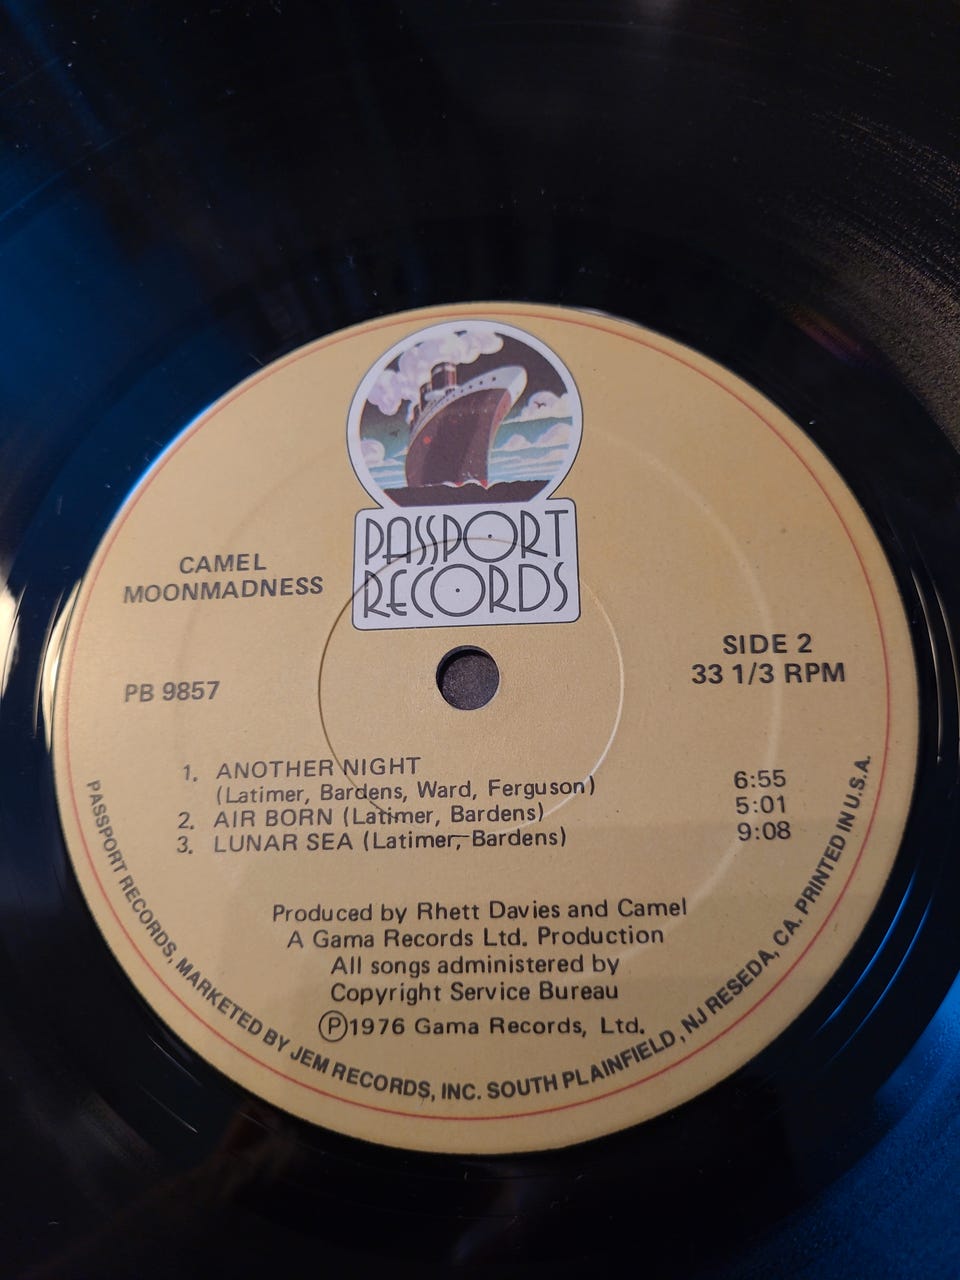 PASSPORT
RECORDS
CAMEL
MOONMADNESS
SIDE 2
33 1/3 RPM
PB 9857
1. ANOTHER NIGHT
(Latimer, Bardens, Ward, Ferguson) 6:55
2. AIR BORN (Latimer, Bardens) 5:01
3. LUNAR SEA (Latimer, Bardens) 9:08
Produced by Rhett Davies and Camel
A Gama Records Ltd. Production
All songs administered by
Copyright Service Bureau
Ⓟ1976 Gama Records, Ltd.
PASSPORT RECORDS, MARKETED BY JEM RECORDS, INC. SOUTH PLAINFIELD, NJ RESEDA, CA. PRINTED IN U.S.A.